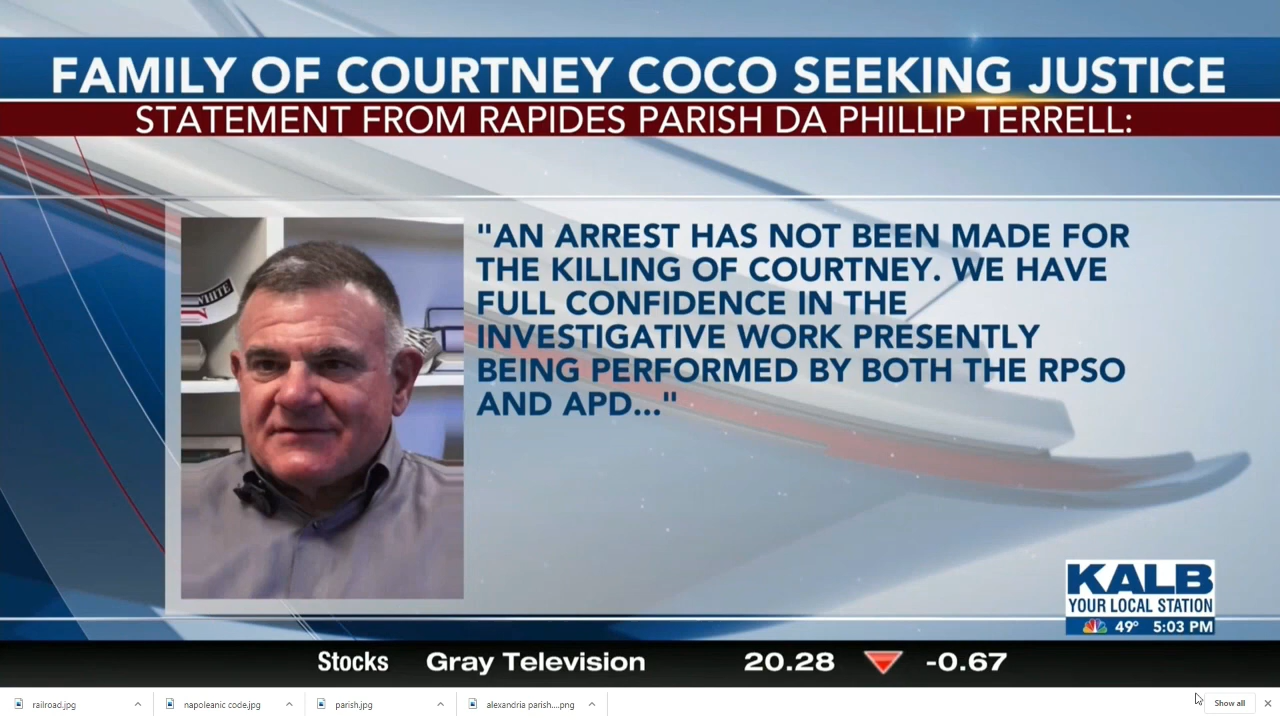 FAMILY OF COURTNEY COCO SEEKING JUSTICE
STATEMENT FROM RAPIDES PARISH DA PHILLIP TERRELL:
"AN ARREST HAS NOT BEEN MADE FOR
THE KILLING OF COURTNEY. WE HAVE
FULL CONFIDENCE IN THE
INVESTIGATIVE WORK PRESENTLY
BEING PERFORMED BY BOTH THE RPSO
AND APD..."
WHITE
KALB
YOUR LOCAL STATION
49° 5:03 PM
Stocks Gray Television 20.28 -0.67
railroad.jpg napoleanic code.jpg parish.jpg alexandria parish....png Show all